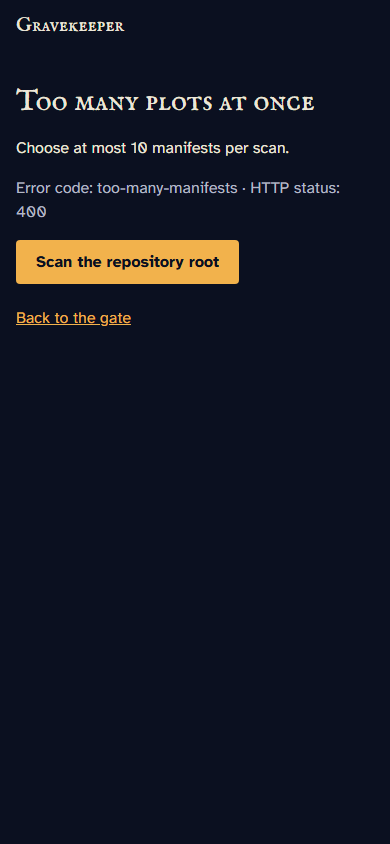 Gravekeeper
Too many plots at once
Choose at most 10 manifests per scan.
Error code: too-many-manifests · HTTP status:
400
Scan the repository root
Back to the gate